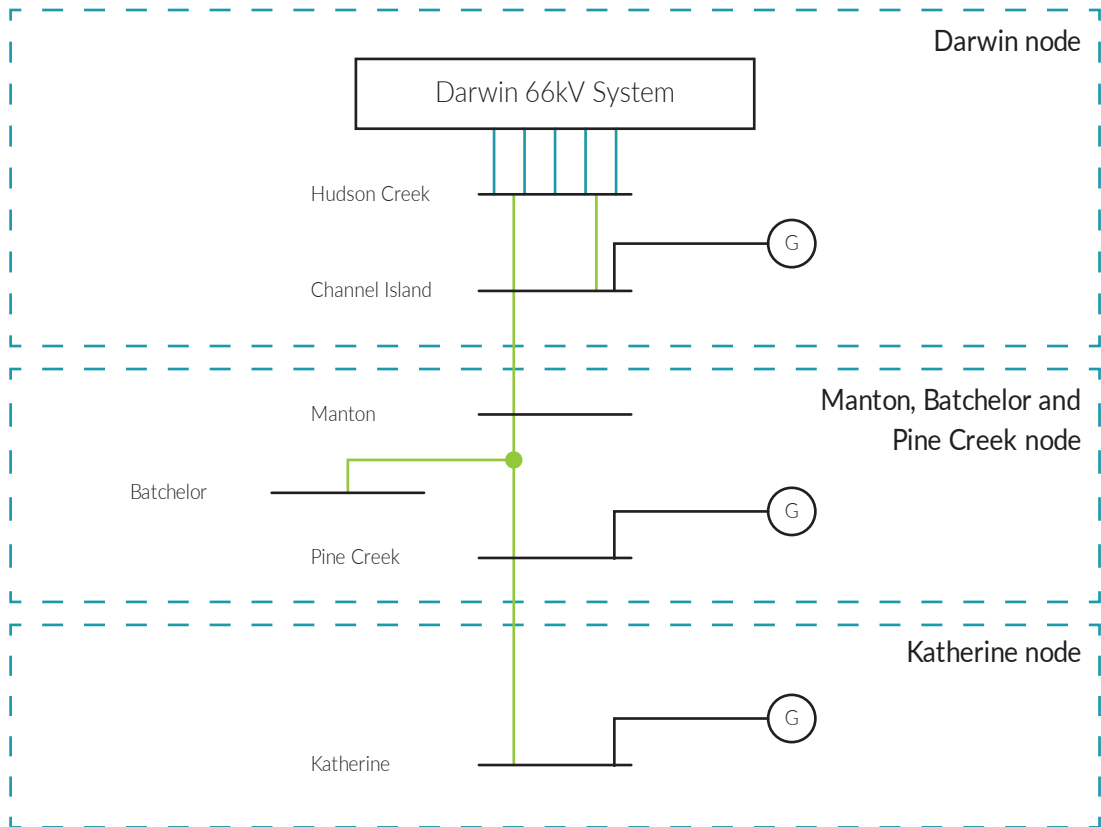 Darwin node
Darwin 66kV System
Hudson Creek
G
Channel Island
Manton, Batchelor and
Pine Creek node
Manton
Batchelor
G
Pine Creek
Katherine node
G
Katherine